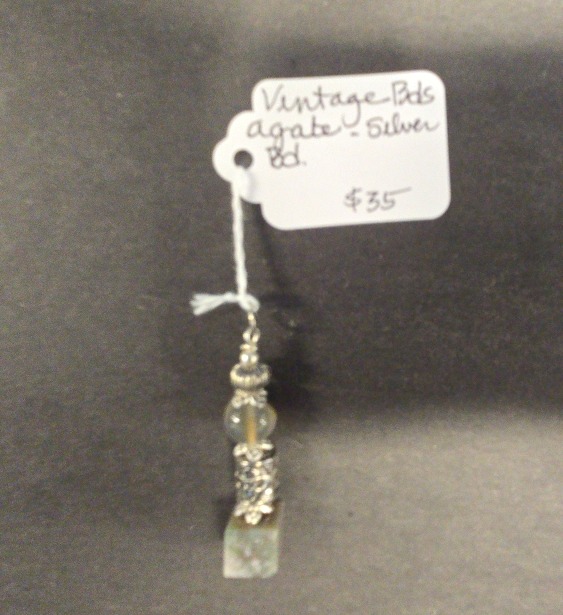 Vintage Bds
agate - Silver
Bd.
$35